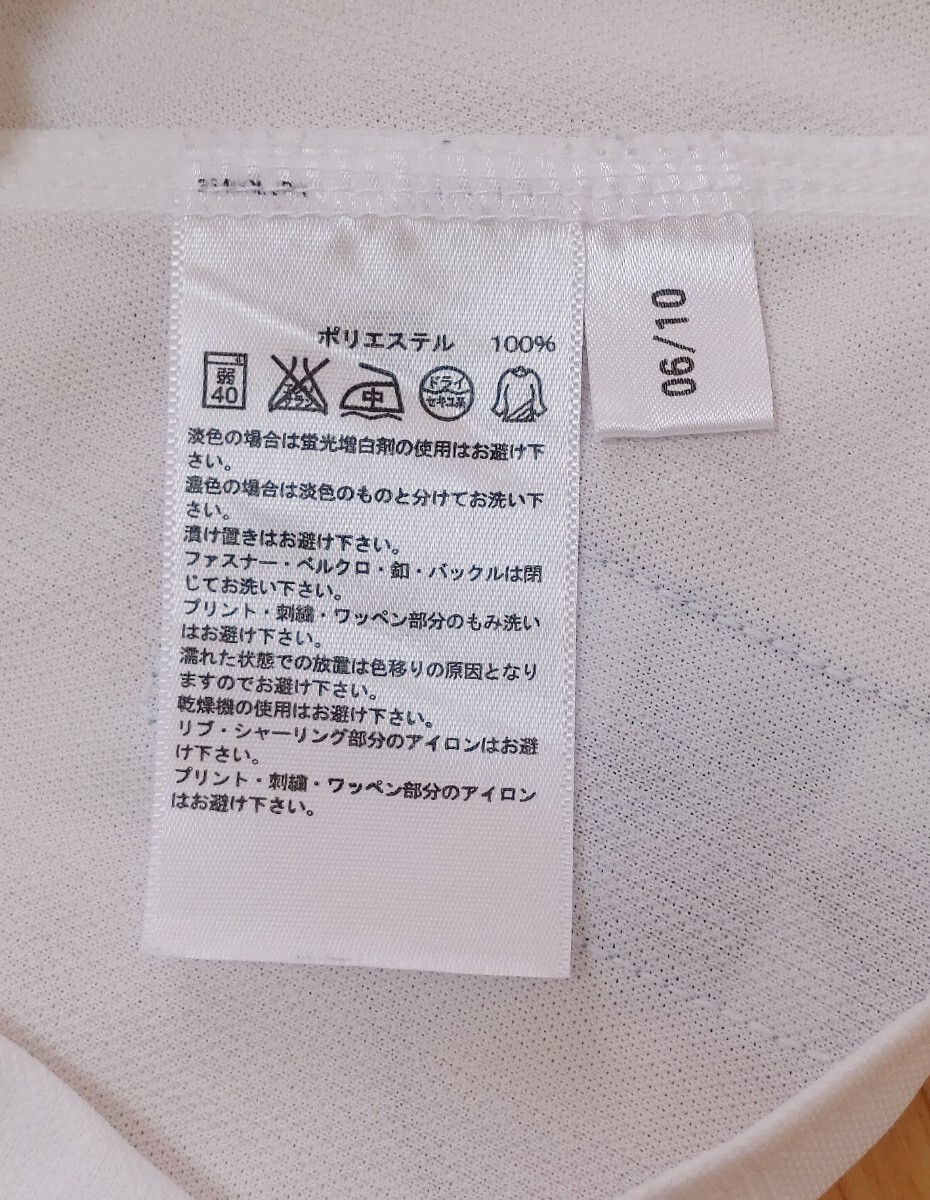 ポリエステル 100%
弱 40
エンソ サラシ
中
ドライ セキユ系
淡色の場合は蛍光増白剤の使用はお避け下
さい。
濃色の場合は淡色のものと分けてお洗い下
さい。
漬け置きはお避け下さい。
ファスナー・ベルクロ・釦・バックルは閉
じてお洗い下さい。
プリント・刺繍・ワッペン部分のもみ洗い
はお避け下さい。
濡れた状態での放置は色移りの原因となり
ますのでお避け下さい。
乾燥機の使用はお避け下さい。
リブ・シャーリング部分のアイロンはお避
け下さい。
プリント・刺繍・ワッペン部分のアイロン
はお避け下さい。
06/10